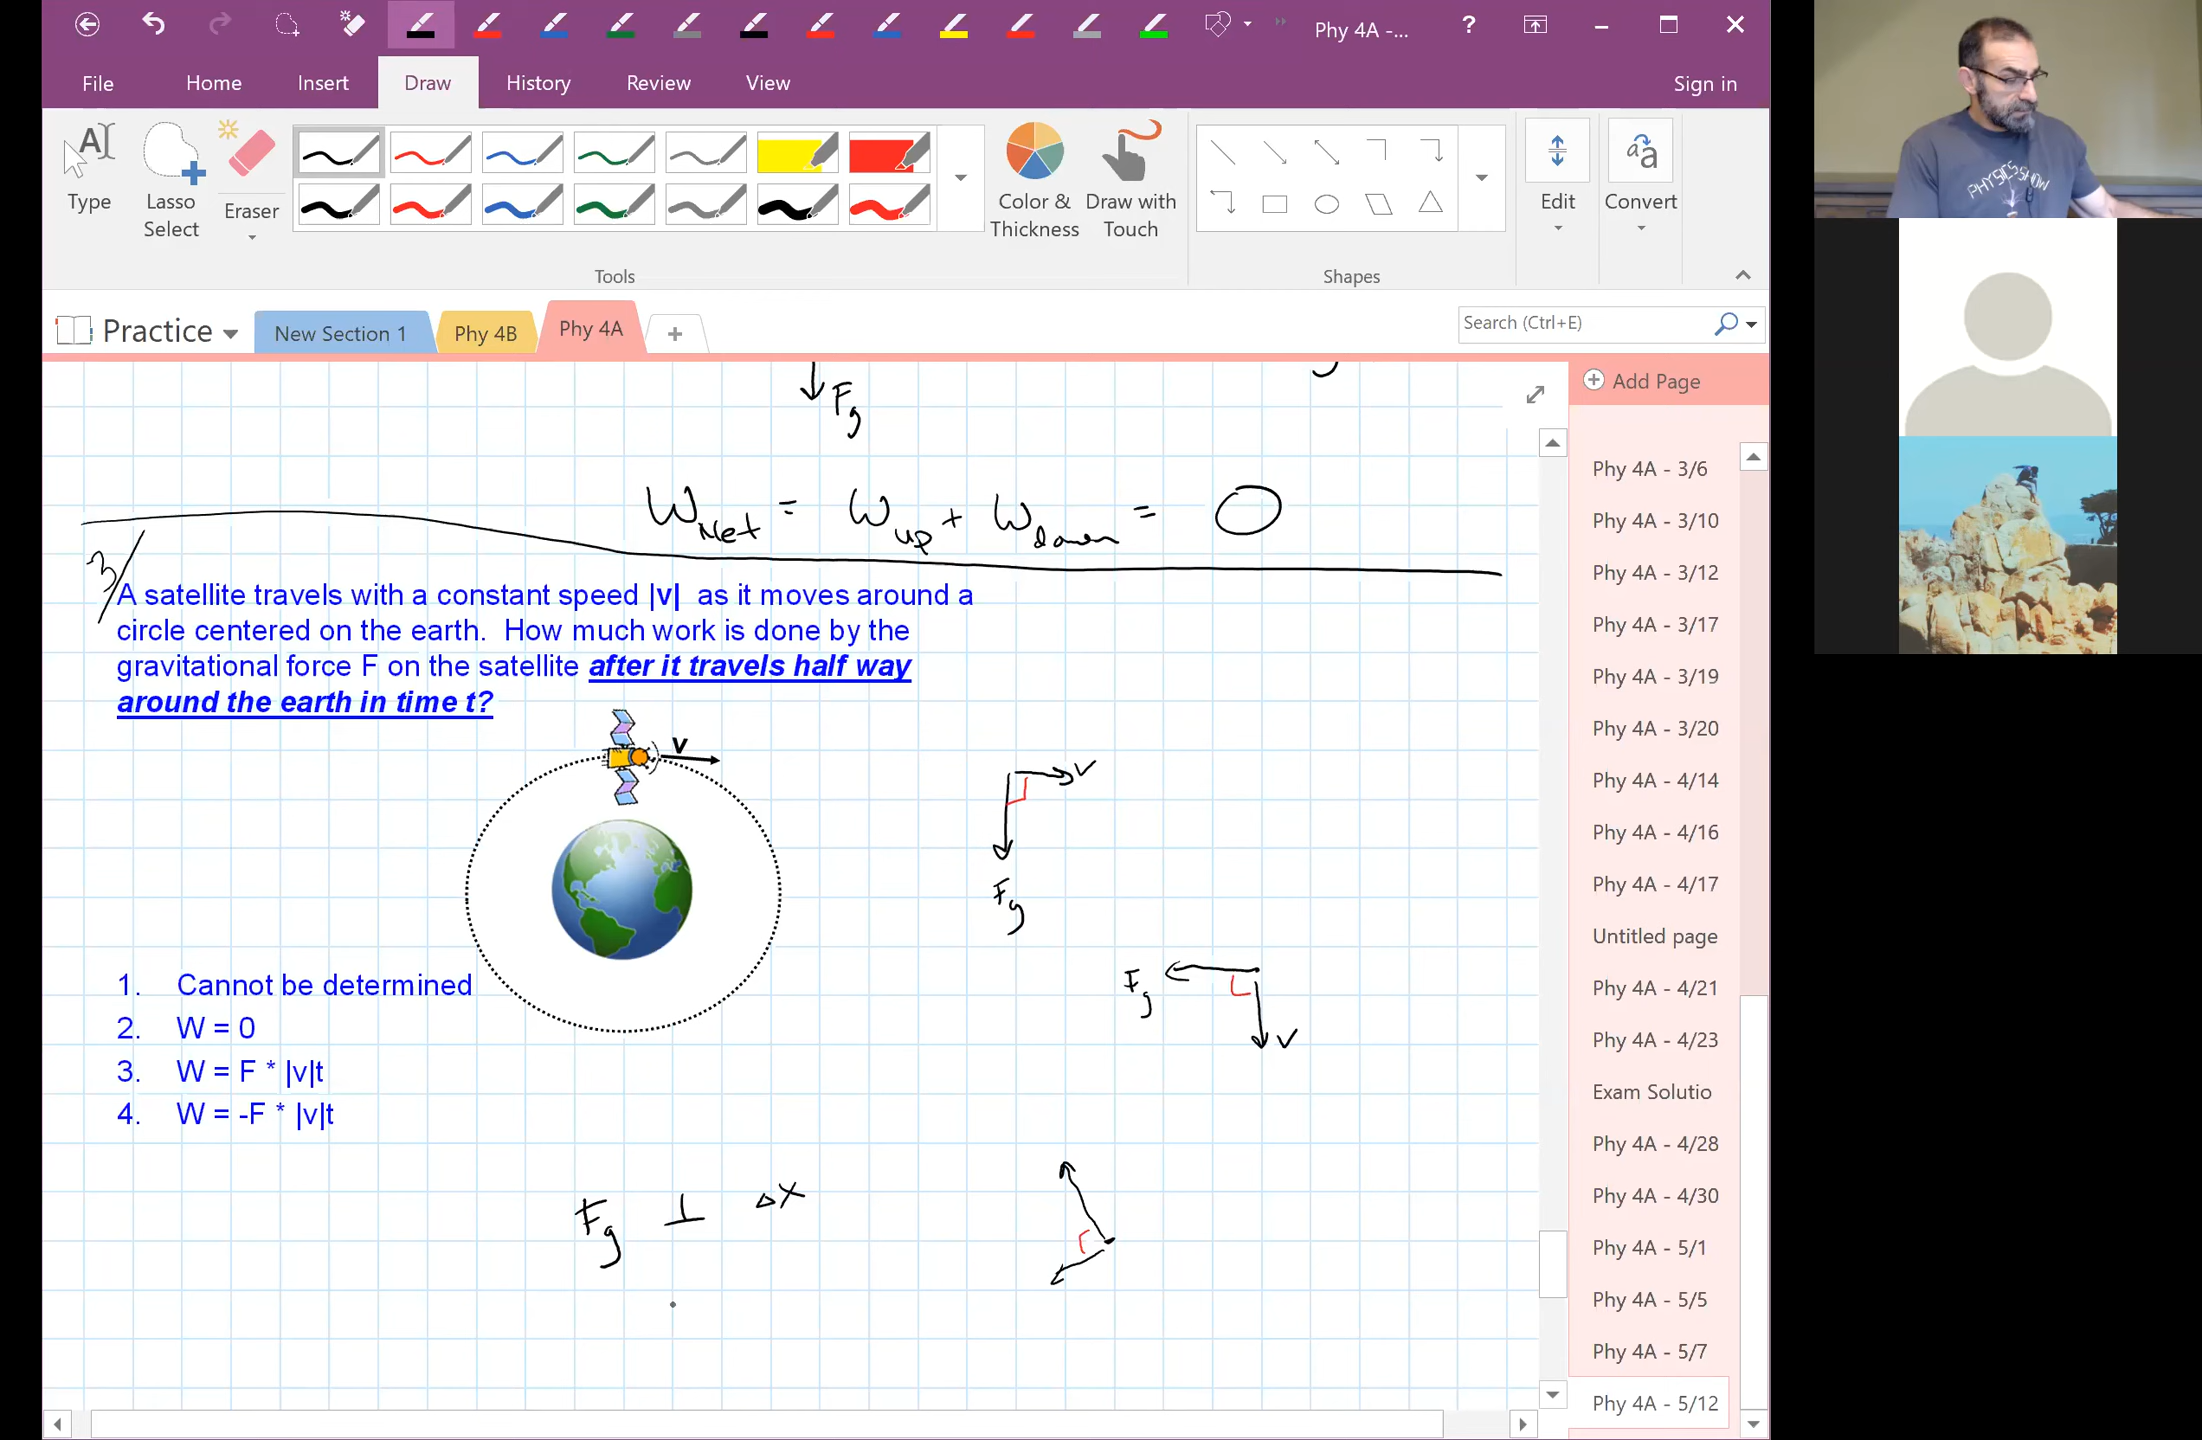 Phy 4A -...
?
File Home Insert Draw History Review View Sign in
Type
Lasso Select
Eraser
Color & Thickness
Draw with Touch
Edit
Convert
Tools
Shapes
Practice
New Section 1
Phy 4B
Phy 4A
Search (Ctrl+E)
Add Page
Phy 4A - 3/6
Phy 4A - 3/10
Phy 4A - 3/12
Phy 4A - 3/17
Phy 4A - 3/19
Phy 4A - 3/20
Phy 4A - 4/14
Phy 4A - 4/16
Phy 4A - 4/17
Untitled page
Phy 4A - 4/21
Phy 4A - 4/23
Exam Solutio
Phy 4A - 4/28
Phy 4A - 4/30
Phy 4A - 5/1
Phy 4A - 5/5
Phy 4A - 5/7
Phy 4A - 5/12
Fg
WNet = Wup + Wdown = 0
3/
A satellite travels with a constant speed |v| as it moves around a
circle centered on the earth. How much work is done by the
gravitational force F on the satellite after it travels half way
around the earth in time t?
v
v
Fg
Fg
v
1. Cannot be determined
2. W = 0
3. W = F * |v|t
4. W = -F * |v|t
Fg ⊥ ΔX
PHYSICS SHOW